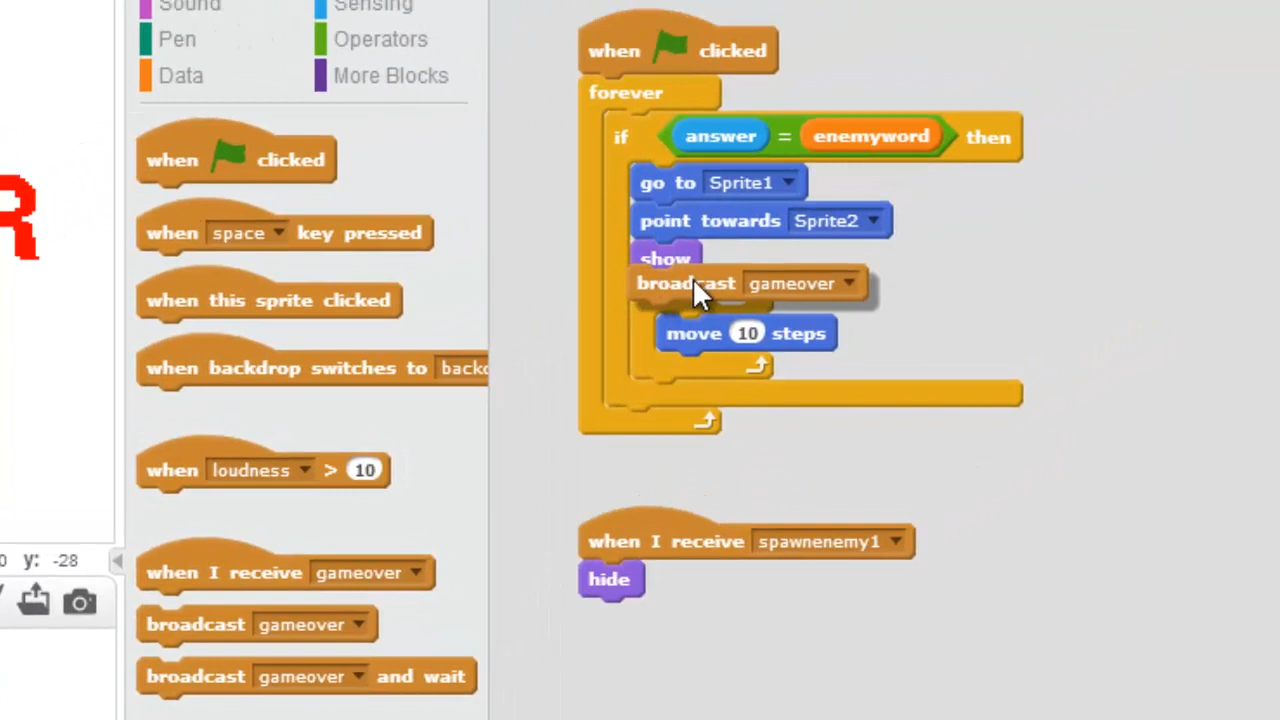 Sound
Sensing
Pen
Operators
Data
More Blocks
when clicked
when space key pressed
when this sprite clicked
when backdrop switches to
when loudness > 10
when I receive gameover
broadcast gameover
broadcast gameover and wait
R
y: -28
when clicked
forever
if answer = enemyword then
go to Sprite1
point towards Sprite2
show
broadcast gameover
move 10 steps
when I receive spawnenemy1
hide